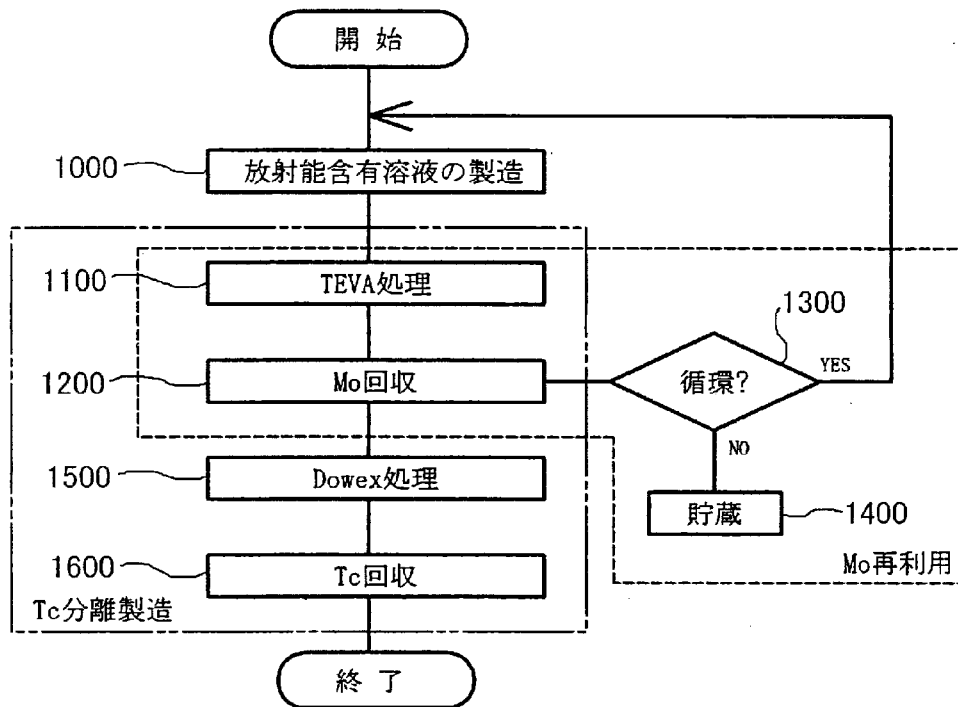 開 始
1000
放射能含有溶液の製造
1100
TEVA処理
1300
1200
Mo回収
循環?
YES
NO
1500
Dowex処理
貯蔵
1400
1600
Tc回収
Mo再利用
Tc分離製造
終 了